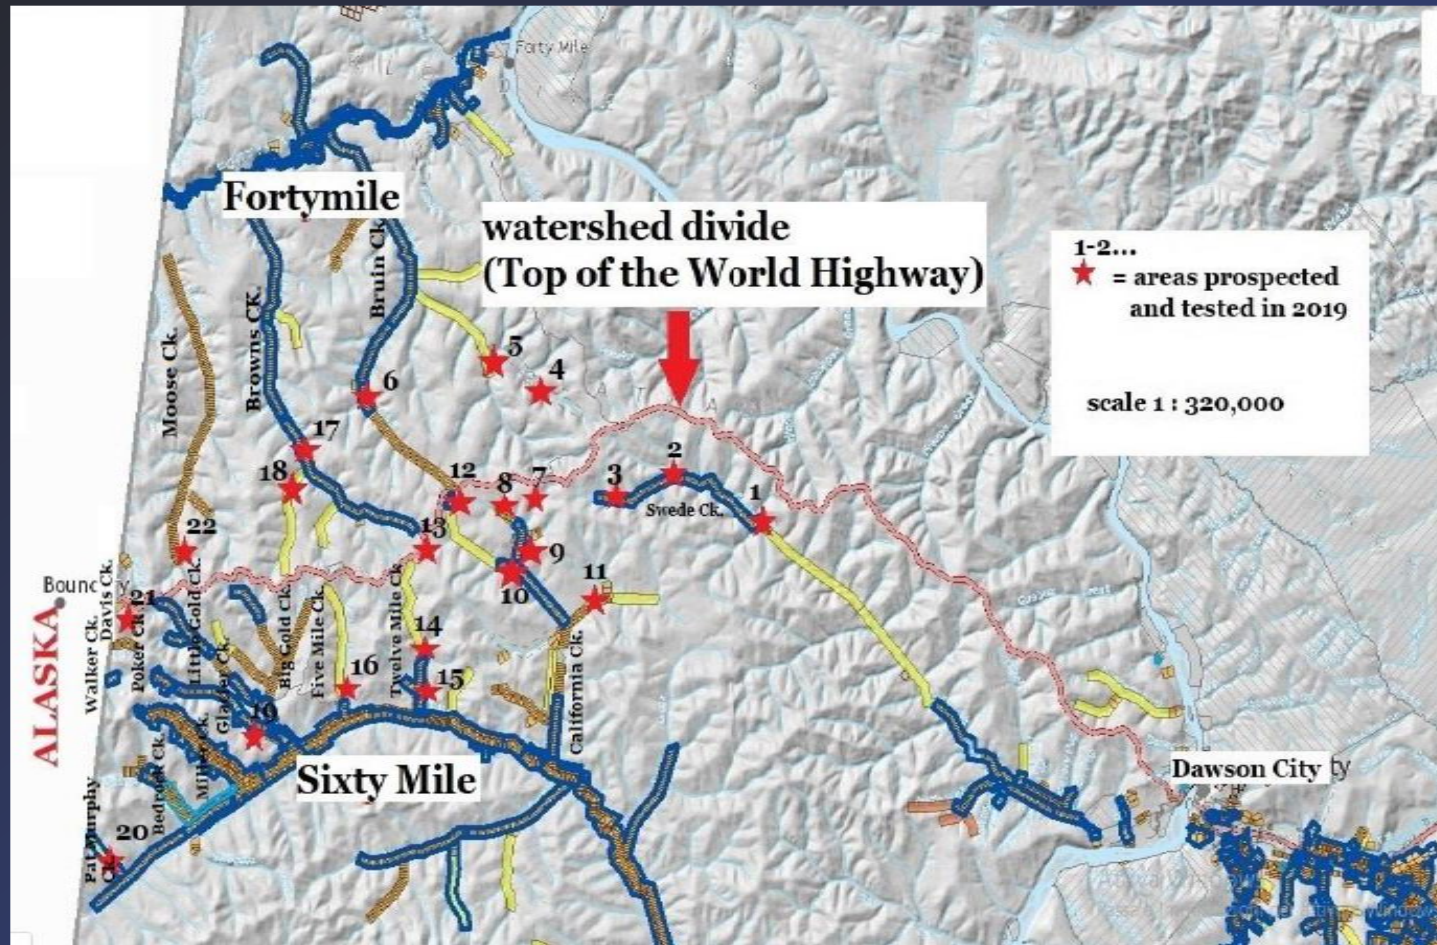 Forty Mile
Fortymile
watershed divide
(Top of the World Highway)
1-2...
= areas prospected
and tested in 2019
scale 1 : 320,000
Moose Ck.
Browns CK.
Bruin Ck.
5
4
6
17
18
12
8
7
3
2
1
Swede Ck.
13
22
9
10
11
Boundary
ALASKA
21
Davis Ck.
Walker Ck.
Poker Ck.
Little Gold Ck.
Glacier Ck.
Big Gold Ck.
Five Mile Ck.
Twelve Mile Ck.
14
15
16
19
California Ck.
Miller Ck.
Bedrock Ck.
Sixty Mile
20
Pat Murphy
Ck.
Dawson City
ty